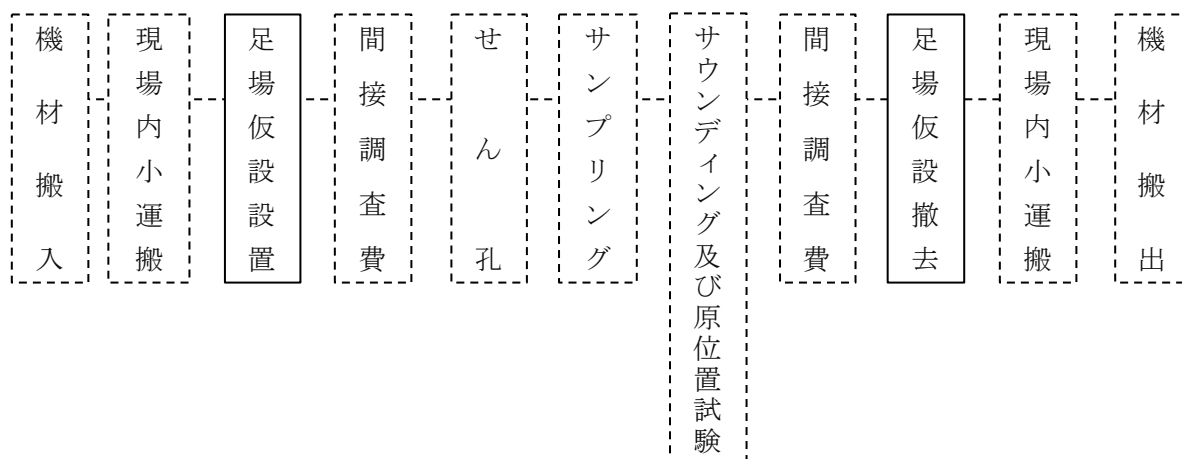 機材搬入
現場内小運搬
足場仮設設置
間接調査費
せん孔
サンプリング
サウンディング及び原位置試験
間接調査費
足場仮設撤去
現場内小運搬
機材搬出